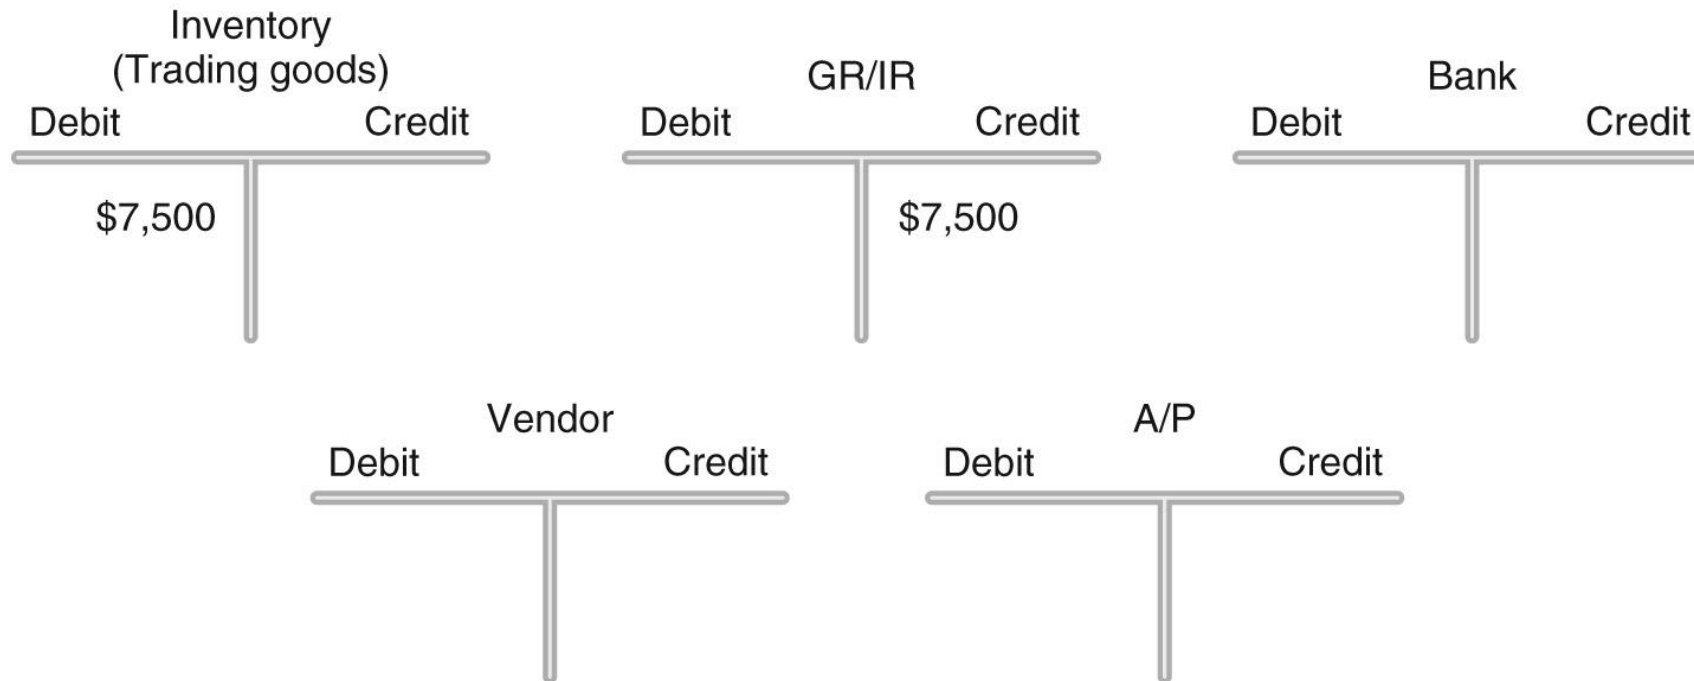 Inventory
(Trading goods)
GR/IR
Bank
Debit Credit
Debit Credit
Debit Credit
$7,500
$7,500
Vendor
A/P
Debit Credit
Debit Credit